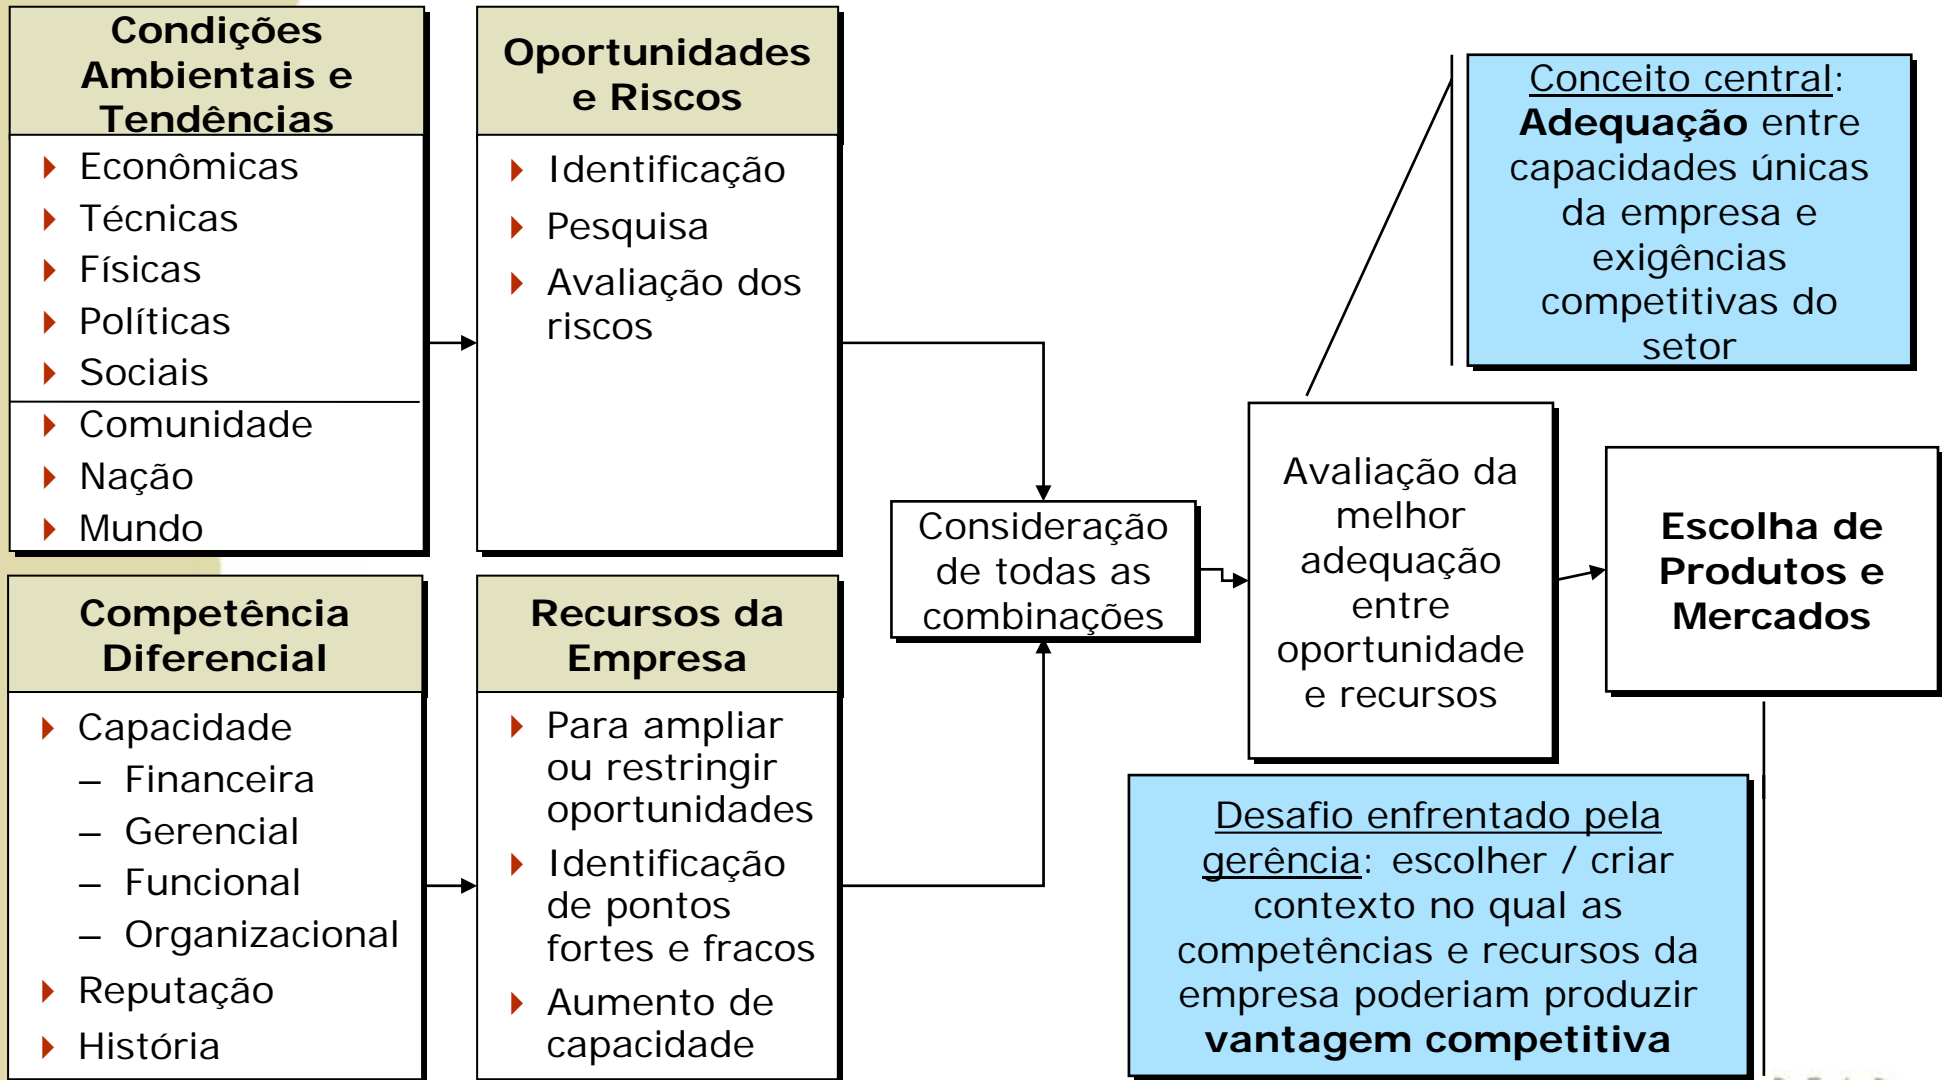 Condições
Ambientais e
Tendências
Econômicas
Técnicas
Físicas
Políticas
Sociais
Comunidade
Nação
Mundo
Oportunidades
e Riscos
Identificação
Pesquisa
Avaliação dos
riscos
Competência
Diferencial
Capacidade
– Financeira
– Gerencial
– Funcional
– Organizacional
Reputação
História
Recursos da
Empresa
Para ampliar
ou restringir
oportunidades
Identificação
de pontos
fortes e fracos
Aumento de
capacidade
Consideração
de todas as
combinações
Avaliação da
melhor
adequação
entre
oportunidade
e recursos
Conceito central:
Adequação entre
capacidades únicas
da empresa e
exigências
competitivas do
setor
Escolha de
Produtos e
Mercados
Desafio enfrentado pela
gerência: escolher / criar
contexto no qual as
competências e recursos da
empresa poderiam produzir
vantagem competitiva